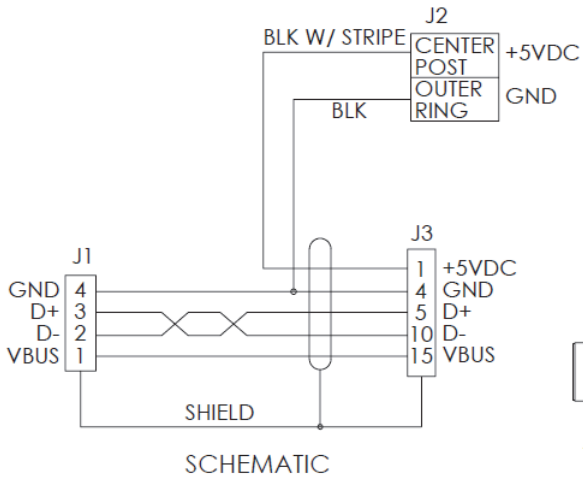 J2
BLK W/ STRIPE
CENTER POST
+5VDC
OUTER RING
GND
BLK
J1
J3
1 +5VDC
GND 4
4 GND
D+ 3
5 D+
D- 2
10 D-
VBUS 1
15 VBUS
SHIELD
SCHEMATIC